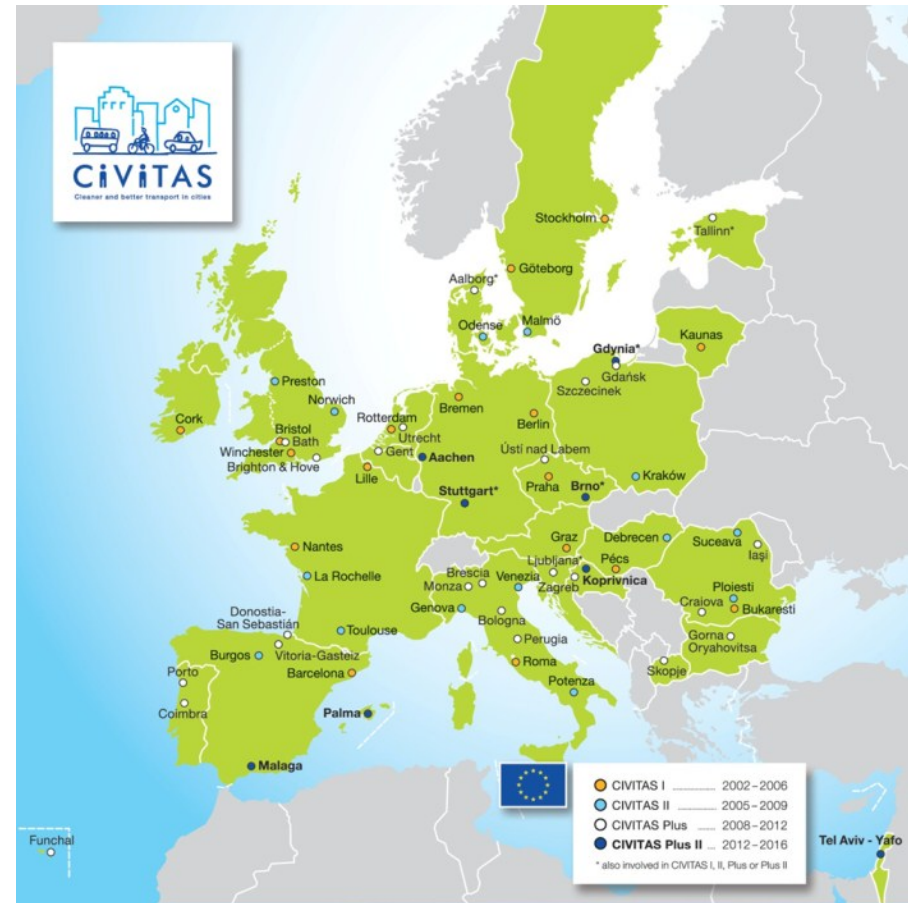 CiViTAS
Cleaner and better transport in cities
Stockholm
Tallinn*
Göteborg
Aalborg*
Odense
Malmö
Kaunas
Gdynia*
Gdańsk
Szczecinek
Preston
Norwich
Cork
Bristol
Bath
Winchester
Brighton & Hove
Rotterdam
Utrecht
Gent
Lille
Bremen
Berlin
Aachen
Ústí nad Labem
Praha
Brno*
Kraków
Stuttgart*
Nantes
La Rochelle
Graz
Debrecen
Suceava
Iaşi
Ljubljana*
Pécs
Koprivnica
Zagreb
Brescia
Monza
Venezia
Genova
Bologna
Ploiesti
Craiova
Bukaresti
Donostia-
San Sebastián
Toulouse
Perugia
Gorna
Oryahovitsa
Burgos
Vitoria-Gasteiz
Barcelona
Roma
Skopje
Porto
Coimbra
Potenza
Palma
Malaga
Funchal
Tel Aviv - Yafo
CIVITAS I ............ 2002–2006
CIVITAS II ........... 2005–2009
CIVITAS Plus ...... 2008–2012
CIVITAS Plus II ... 2012–2016
* also involved in CIVITAS I, II, Plus or Plus II